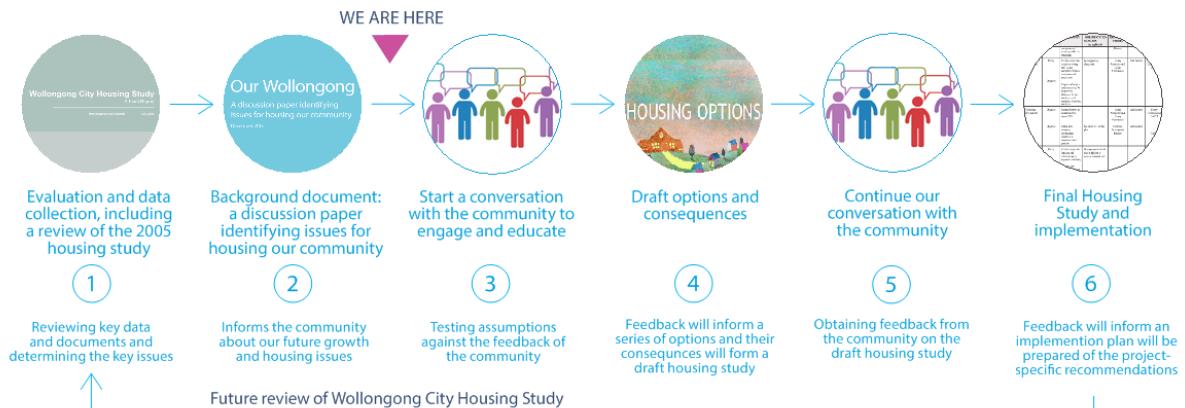 WE ARE HERE
Wollongong City Housing Study
Our Wollongong
A discussion paper identifying
issues for housing our community
HOUSING OPTIONS
Evaluation and data
collection, including
a review of the 2005
housing study
Background document:
a discussion paper
identifying issues for
housing our community
Start a conversation
with the community to
engage and educate
Draft options and
consequences
Continue our
conversation with
the community
Final Housing
Study and
implementation
1
2
3
4
5
6
Reviewing key data
and documents and
determining the key issues
Informs the community
about our future growth
and housing issues
Testing assumptions
against the feedback of
the community
Feedback will inform a
series of options and their
consequnces will form a
draft housing study
Obtaining feedback from
the community on the
draft housing study
Feedback will inform an
implemention plan will be
prepared of the project-
specific recommendations
Future review of Wollongong City Housing Study